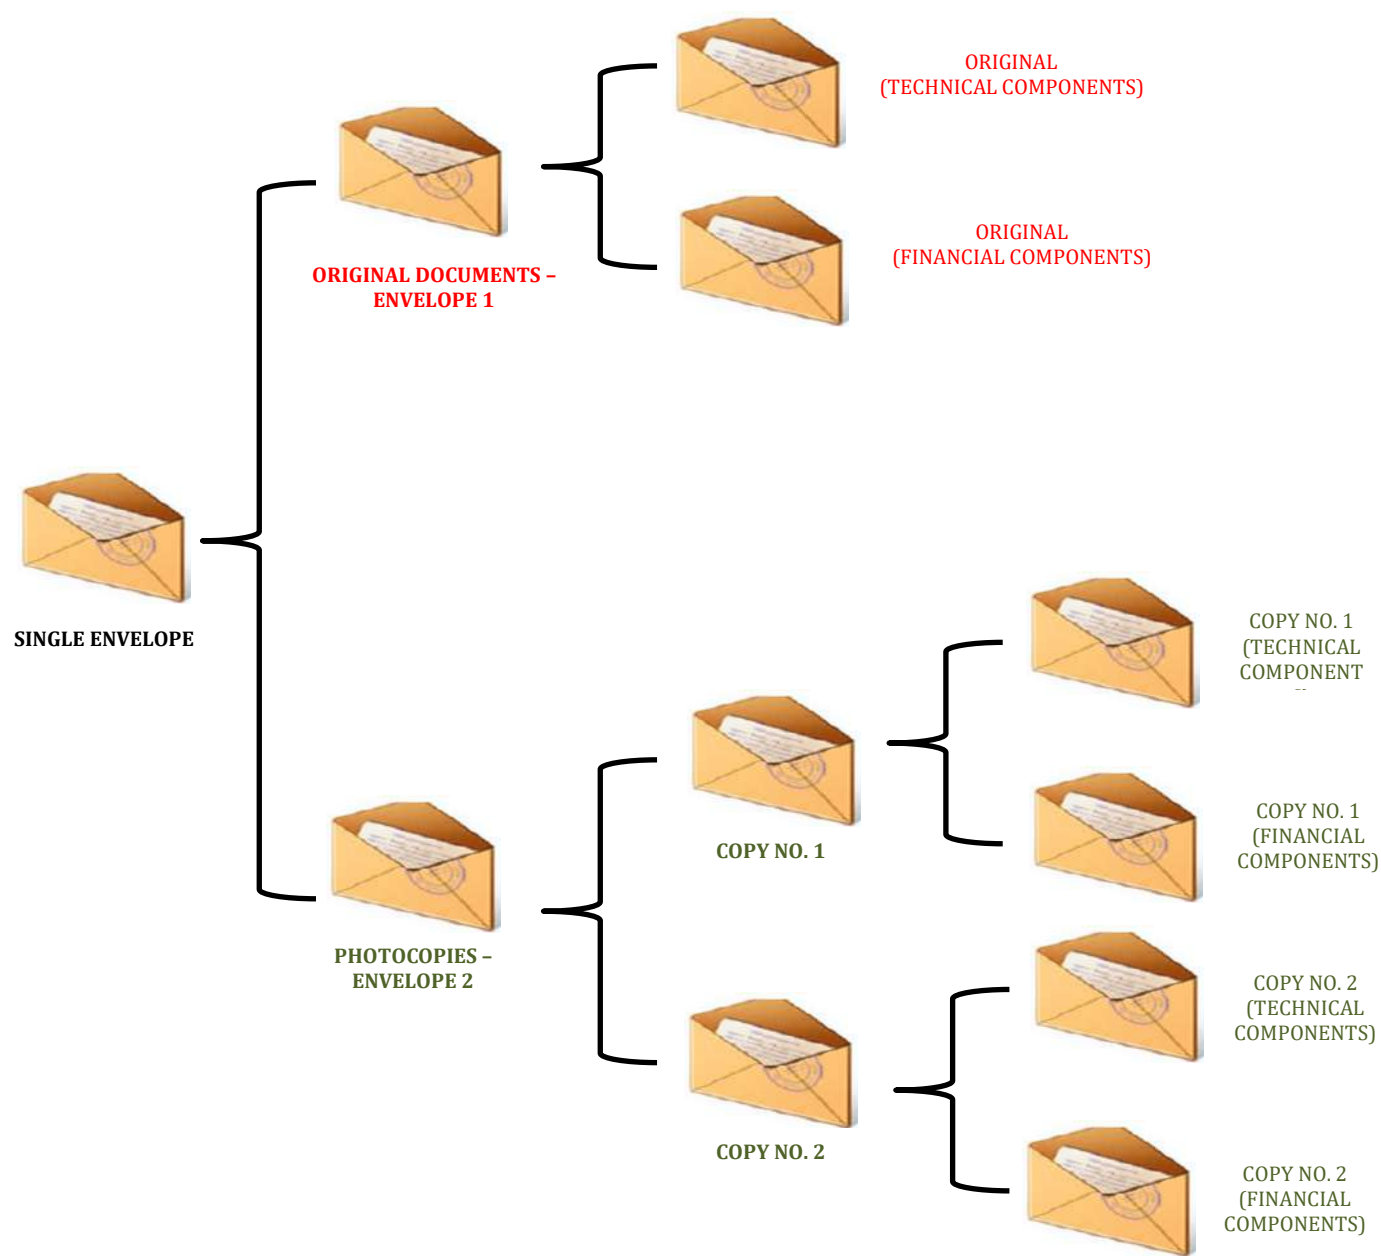 ORIGINAL
(TECHNICAL COMPONENTS)
ORIGINAL
(FINANCIAL COMPONENTS)
ORIGINAL DOCUMENTS –
ENVELOPE 1
SINGLE ENVELOPE
COPY NO. 1
(TECHNICAL
COMPONENT
COPY NO. 1
(FINANCIAL
COMPONENTS)
COPY NO. 1
PHOTOCOPIES –
ENVELOPE 2
COPY NO. 2
(TECHNICAL
COMPONENTS)
COPY NO. 2
COPY NO. 2
(FINANCIAL
COMPONENTS)